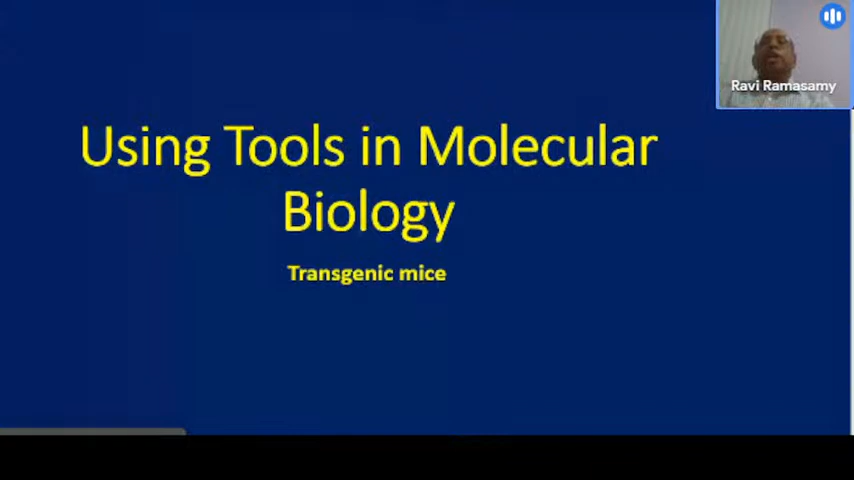 Ravi Ramasamy
Using Tools in Molecular
Biology
Transgenic mice